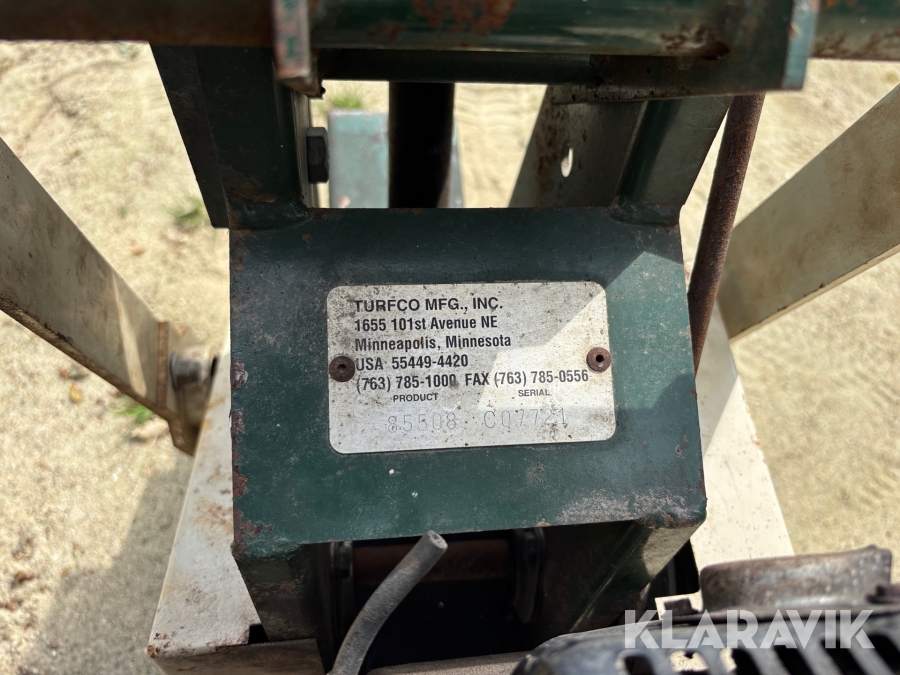 TURFCO MFG., INC.
1655 101st Avenue NE
Minneapolis, Minnesota
USA 55449-4420
(763) 785-1000 FAX (763) 785-0556
PRODUCT SERIAL
85508 C07721
KLARAVIK